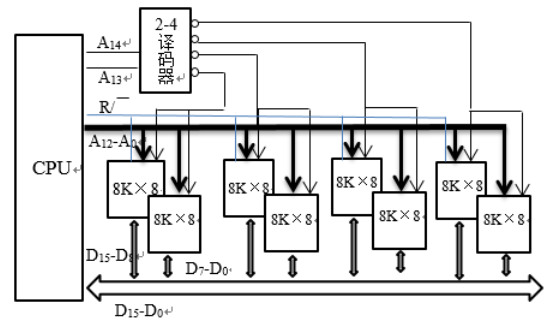 2-4
译
码
器
A14
A13
R/—
A12-A0
CPU
8K×8
8K×8
8K×8
8K×8
8K×8
8K×8
8K×8
8K×8
D15-D8
D7-D0
D15-D0